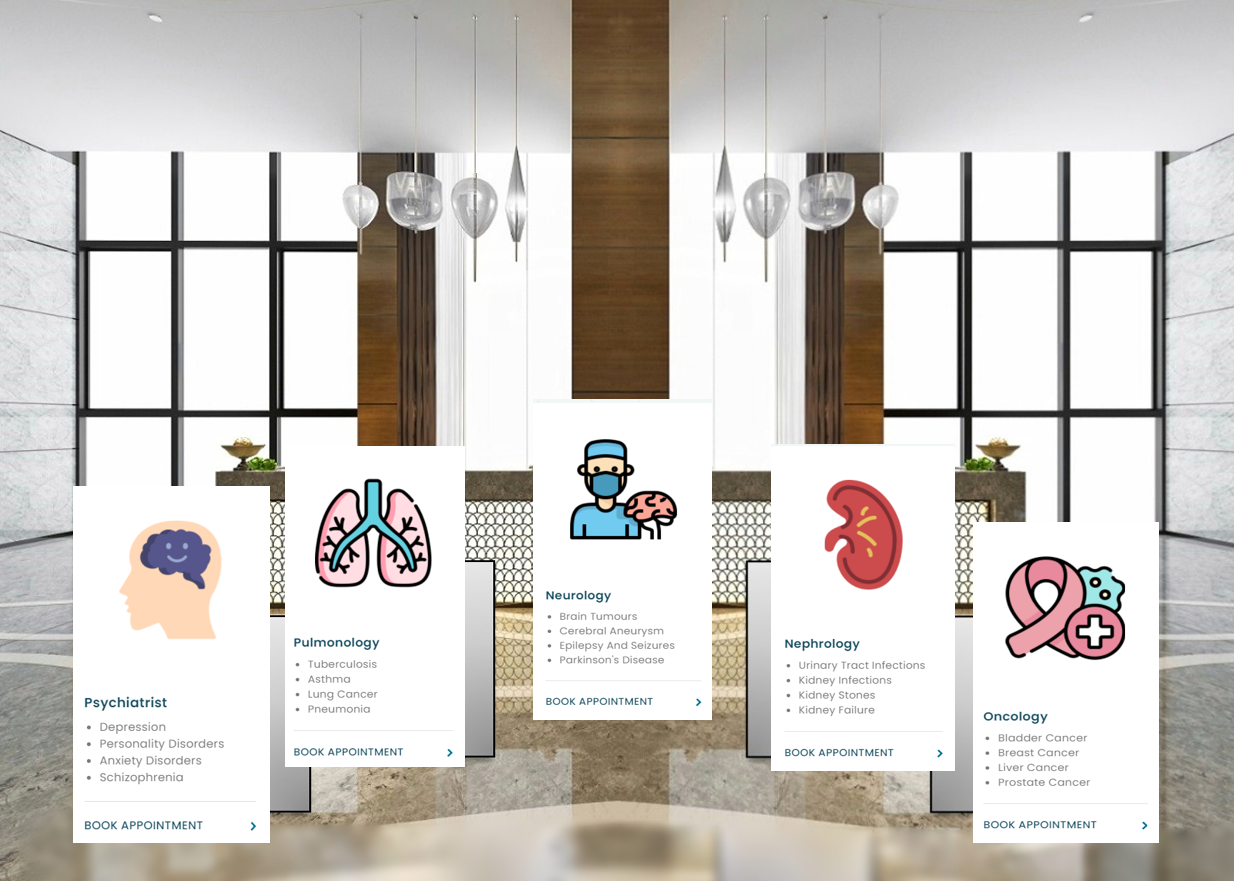 Psychiatrist
Depression
Personality Disorders
Anxiety Disorders
Schizophrenia
BOOK APPOINTMENT
Pulmonology
Tuberculosis
Asthma
Lung Cancer
Pneumonia
BOOK APPOINTMENT
Neurology
Brain Tumours
Cerebral Aneurysm
Epilepsy And Seizures
Parkinson's Disease
BOOK APPOINTMENT
Nephrology
Urinary Tract Infections
Kidney Infections
Kidney Stones
Kidney Failure
BOOK APPOINTMENT
Oncology
Bladder Cancer
Breast Cancer
Liver Cancer
Prostate Cancer
BOOK APPOINTMENT